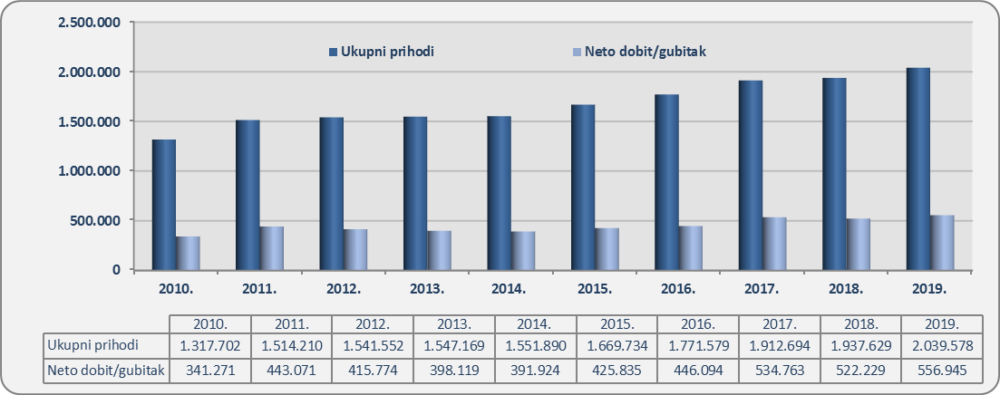 2.500.000
Ukupni prihodi Neto dobit/gubitak
2.000.000
1.500.000
1.000.000
500.000
0
2010. 2011. 2012. 2013. 2014. 2015. 2016. 2017. 2018. 2019.
2010. 2011. 2012. 2013. 2014. 2015. 2016. 2017. 2018. 2019.
Ukupni prihodi 1.317.702 1.514.210 1.541.552 1.547.169 1.551.890 1.669.734 1.771.579 1.912.694 1.937.629 2.039.578
Neto dobit/gubitak 341.271 443.071 415.774 398.119 391.924 425.835 446.094 534.763 522.229 556.945